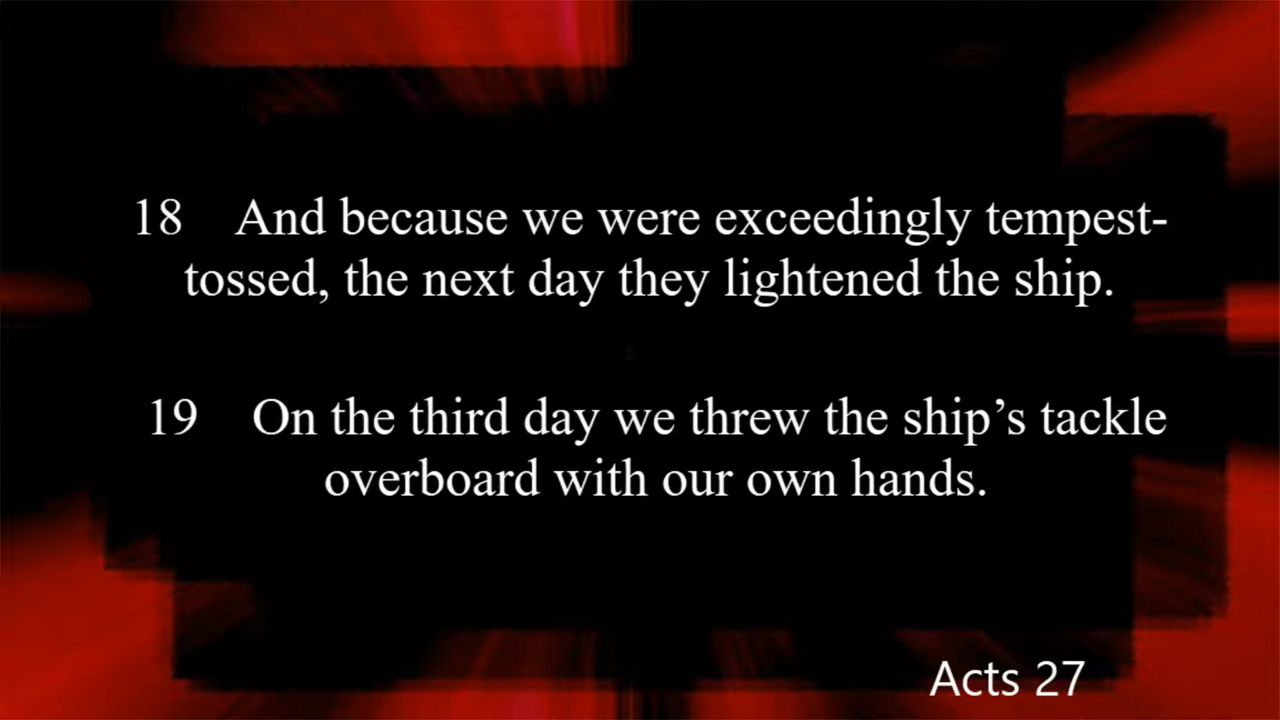 18 And because we were exceedingly tempest-
tossed, the next day they lightened the ship.
19 On the third day we threw the ship’s tackle
overboard with our own hands.
Acts 27